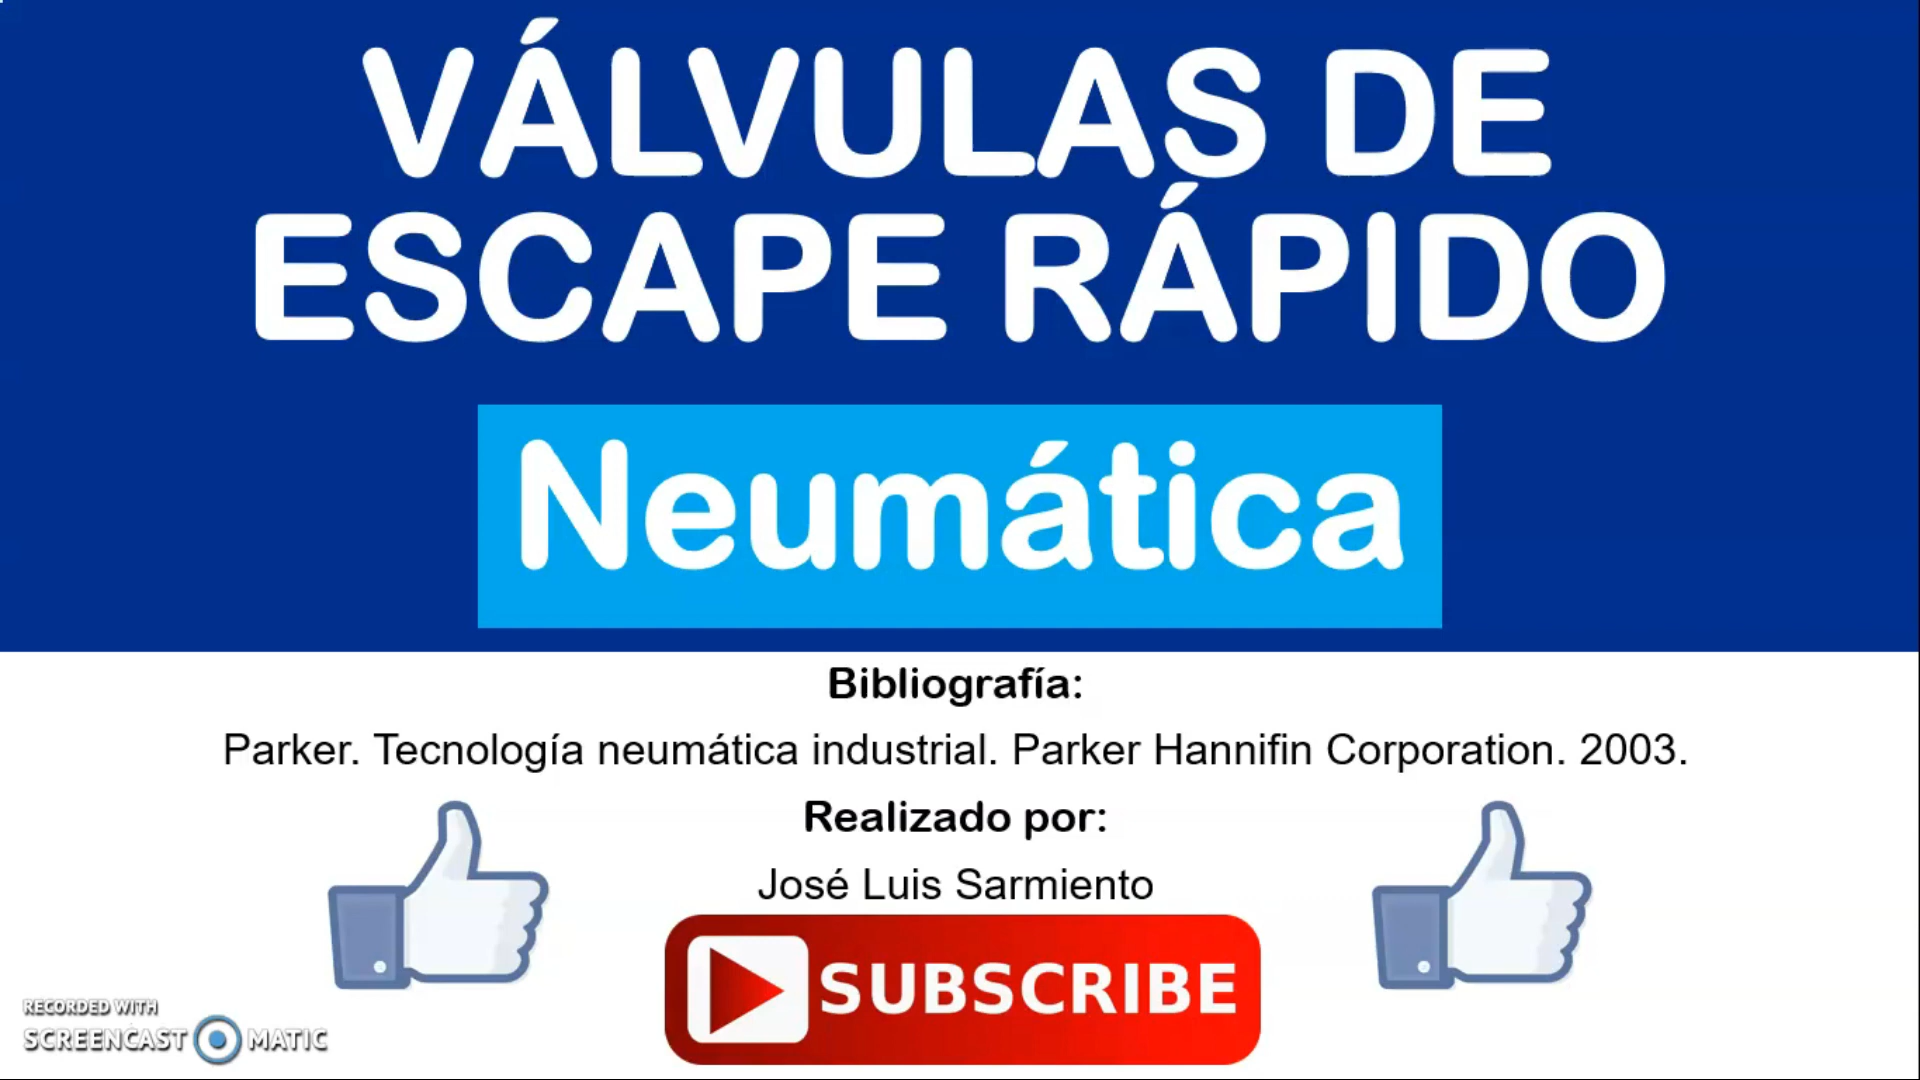 VÁLVULAS DE
ESCAPE RÁPIDO
Neumática
Bibliografía:
Parker. Tecnología neumática industrial. Parker Hannifin Corporation. 2003.
Realizado por:
José Luis Sarmiento
SUBSCRIBE
RECORDED WITH
SCREENCAST MATIC